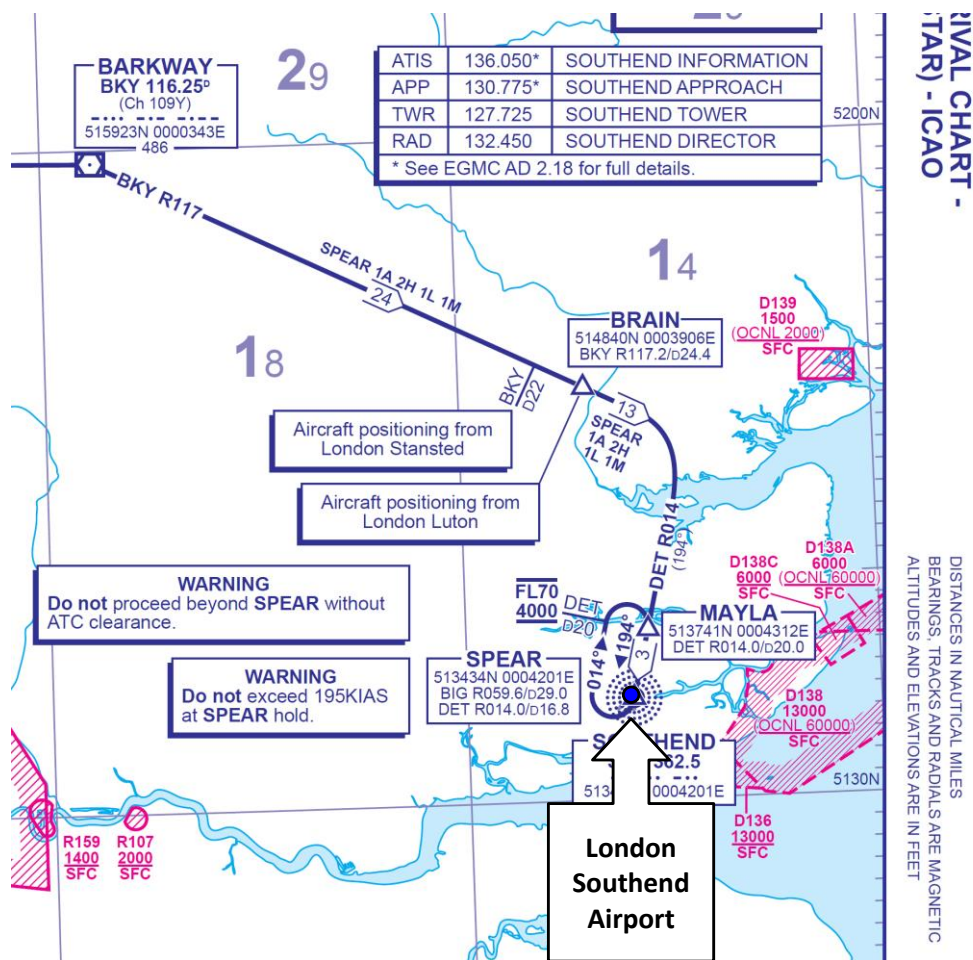 RIVAL CHART -
STAR) - ICAO
29
BARKWAY
BKY 116.25ᴰ
(Ch 109Y)
515923N 0000343E
486
ATIS 136.050* SOUTHEND INFORMATION
APP 130.775* SOUTHEND APPROACH
TWR 127.725 SOUTHEND TOWER
RAD 132.450 SOUTHEND DIRECTOR
* See EGMC AD 2.18 for full details.
5200N
BKY R117
SPEAR 1A 2H 1L 1M
24
14
18
BRAIN
514840N 0003906E
BKY R117.2/D24.4
D139
1500
(OCNL 2000)
SFC
BKY
D22
13
SPEAR
1A 2H
1L 1M
Aircraft positioning from
London Stansted
Aircraft positioning from
London Luton
DET R014
(194°)
WARNING
Do not proceed beyond SPEAR without
ATC clearance.
FL70
4000
DET
D20
014°
194°
3
MAYLA
513741N 0004312E
DET R014.0/D20.0
D138C
6000
SFC
D138A
6000
(OCNL 60000)
SFC
WARNING
Do not exceed 195KIAS
at SPEAR hold.
SPEAR
513434N 0004201E
BIG R059.6/D29.0
DET R014.0/D16.8
D138
13000
(OCNL 60000)
SFC
SOUTHEND
362.5
513 0004201E
5130N
D136
13000
SFC
R159
1400
SFC
R107
2000
SFC
London
Southend
Airport
DISTANCES IN NAUTICAL MILES
BEARINGS, TRACKS AND RADIALS ARE MAGNETIC
ALTITUDES AND ELEVATIONS ARE IN FEET